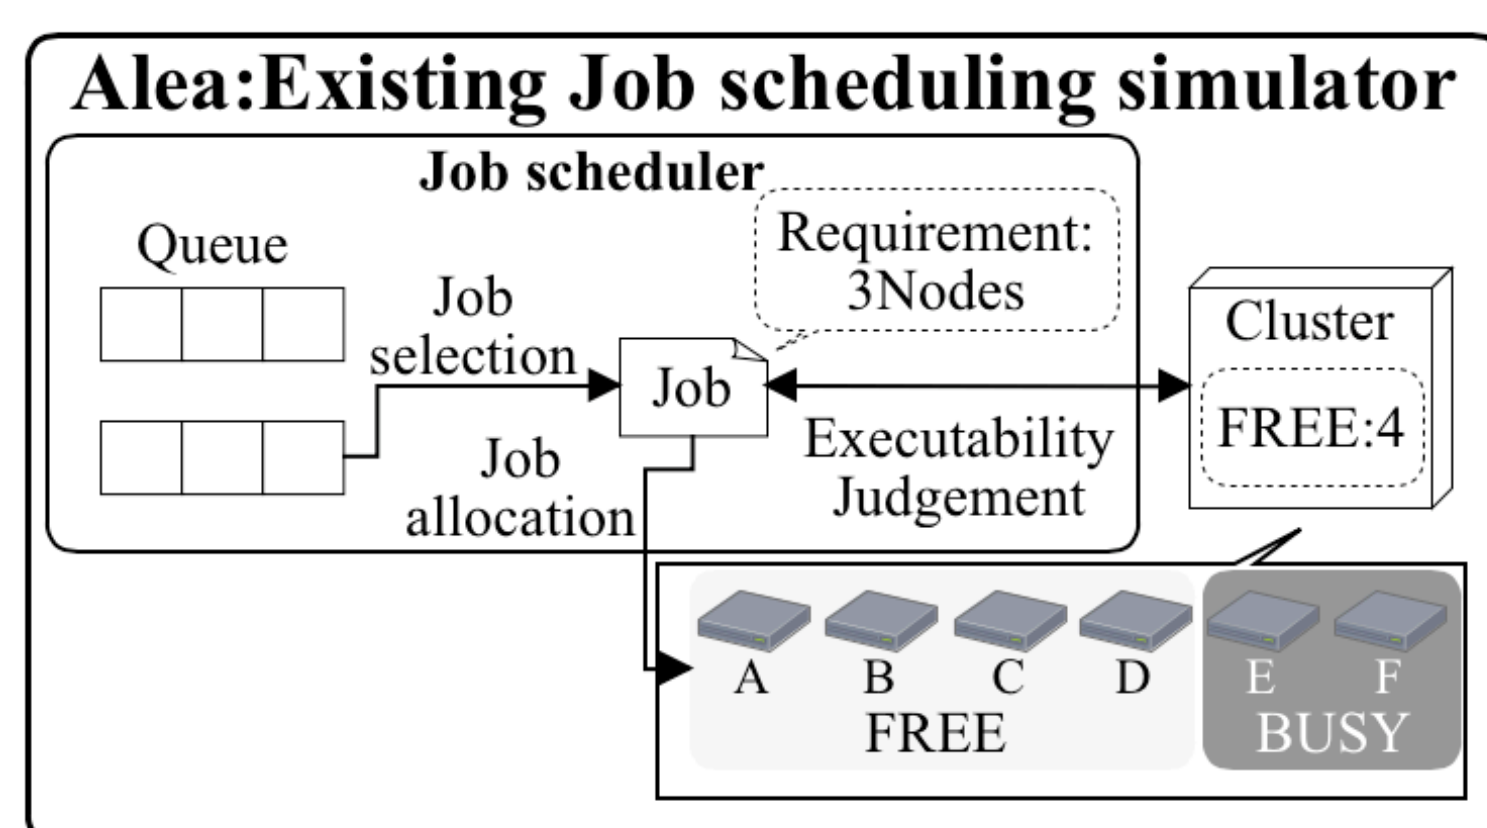 Alea:Existing Job scheduling simulator
Job scheduler
Queue
Job
selection
Job
Requirement:
3Nodes
Executability
Judgement
Job
allocation
Cluster
FREE:4
A
B
C
D
FREE
E
F
BUSY